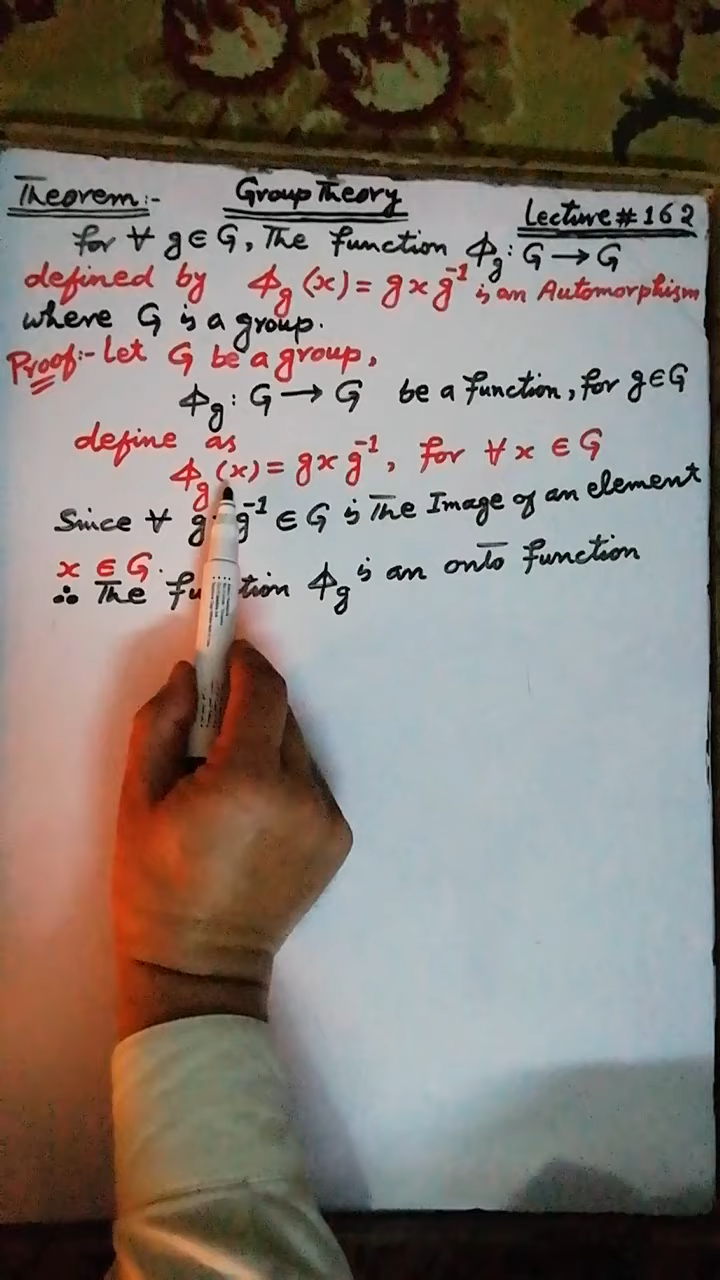 Theorem:- Group Theory Lecture # 162
for ∀ g ∈ G, The function Φg : G → G
defined by Φg (x) = g x g⁻¹ is an Automorphism
where G is a group.
Proof:- Let G be a group,
Φg : G → G be a function, for g ∈ G
define as
Φg (x) = g x g⁻¹, for ∀ x ∈ G
Since ∀ g g⁻¹ ∈ G is The Image of an element
x ∈ G.
∴ The function Φg is an onto function